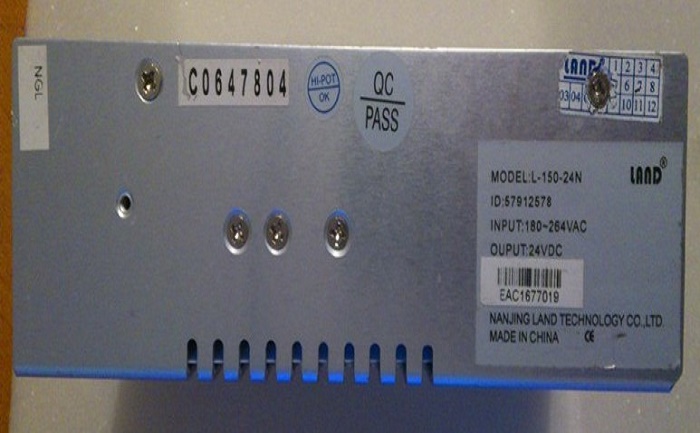 NGL
C0647804
HI-POT
OK
QC
PASS
LAND
1 2 3 4
6 8
03 04 10 11 12
LAND®
MODEL:L-150-24N
ID:57912578
INPUT:180~264VAC
OUPUT:24VDC
EAC1677019
NANJING LAND TECHNOLOGY CO.,LTD.
MADE IN CHINA CE